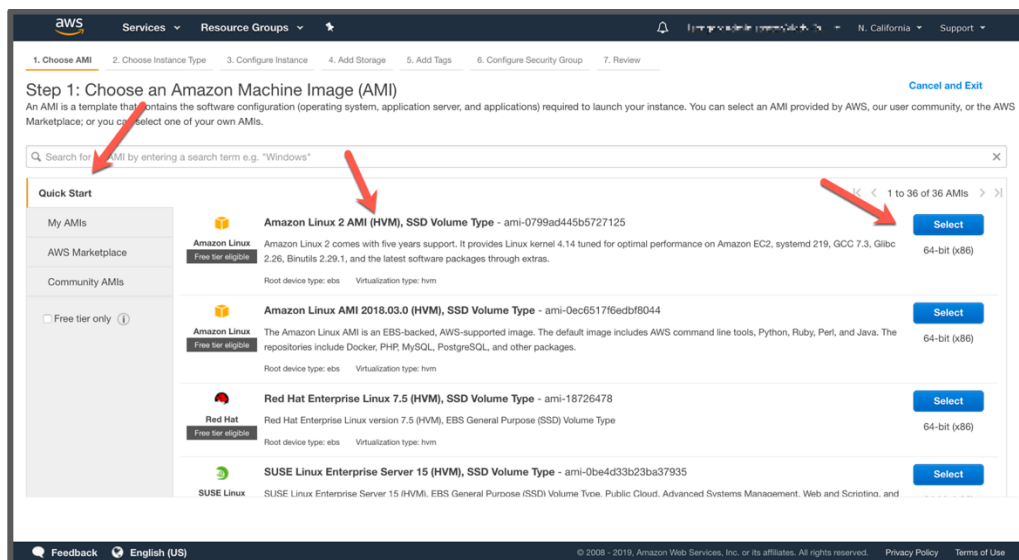 aws Services Resource Groups N. California Support
1. Choose AMI 2. Choose Instance Type 3. Configure Instance 4. Add Storage 5. Add Tags 6. Configure Security Group 7. Review
Step 1: Choose an Amazon Machine Image (AMI)
Cancel and Exit
An AMI is a template that contains the software configuration (operating system, application server, and applications) required to launch your instance. You can select an AMI provided by AWS, our user community, or the AWS
Marketplace; or you can select one of your own AMIs.
Search for AMI by entering a search term e.g. "Windows"
Quick Start
My AMIs
AWS Marketplace
Community AMIs
Free tier only
1 to 36 of 36 AMIs
Amazon Linux 2 AMI (HVM), SSD Volume Type - ami-0799ad445b5727125
Select
64-bit (x86)
Amazon Linux
Free tier eligible
Amazon Linux 2 comes with five years support. It provides Linux kernel 4.14 tuned for optimal performance on Amazon EC2, systemd 219, GCC 7.3, Glibc
2.26, Binutils 2.29.1, and the latest software packages through extras.
Root device type: ebs Virtualization type: hvm
Amazon Linux AMI 2018.03.0 (HVM), SSD Volume Type - ami-0ec6517f6edbf8044
Select
64-bit (x86)
Amazon Linux
Free tier eligible
The Amazon Linux AMI is an EBS-backed, AWS-supported image. The default image includes AWS command line tools, Python, Ruby, Perl, and Java. The
repositories include Docker, PHP, MySQL, PostgreSQL, and other packages.
Root device type: ebs Virtualization type: hvm
Red Hat Enterprise Linux 7.5 (HVM), SSD Volume Type - ami-18726478
Select
64-bit (x86)
Red Hat
Free tier eligible
Red Hat Enterprise Linux version 7.5 (HVM), EBS General Purpose (SSD) Volume Type
Root device type: ebs Virtualization type: hvm
SUSE Linux Enterprise Server 15 (HVM), SSD Volume Type - ami-0be4d33b23ba37935
Select
SUSE Linux
SUSE Linux Enterprise Server 15 (HVM), EBS General Purpose (SSD) Volume Type, Public Cloud, Advanced Systems Management, Web and Scripting, and
Feedback English (US) © 2008 - 2019, Amazon Web Services, Inc. or its affiliates. All rights reserved. Privacy Policy Terms of Use